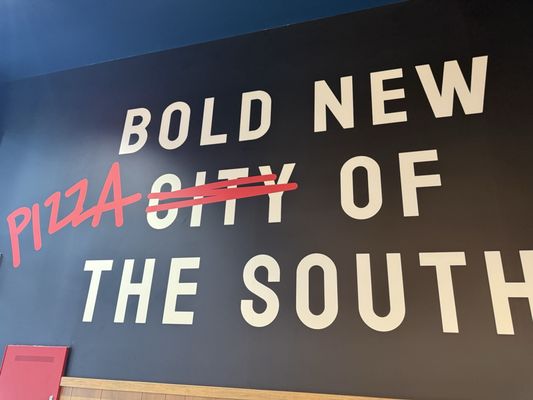 BOLD NEW
PIZZA CITY OF
THE SOUTH